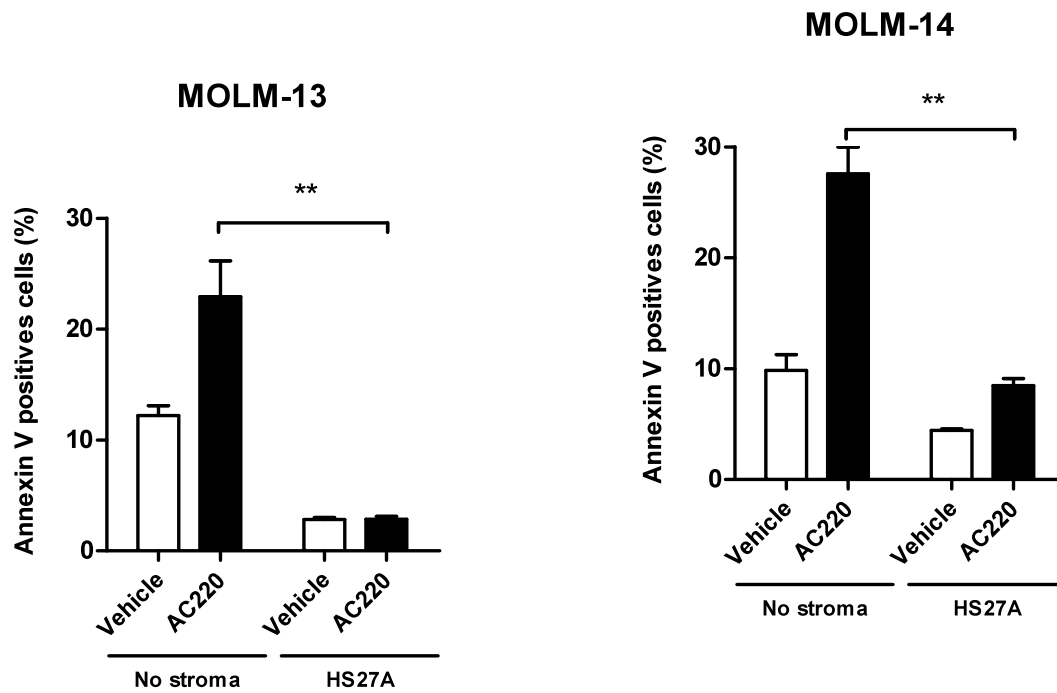 MOLM-13
**
Annexin V positives cells (%)
30
20
10
0
Vehicle
AC220
Vehicle
AC220
No stroma
HS27A
MOLM-14
**
Annexin V positives cells (%)
30
20
10
0
Vehicle
AC220
Vehicle
AC220
No stroma
HS27A